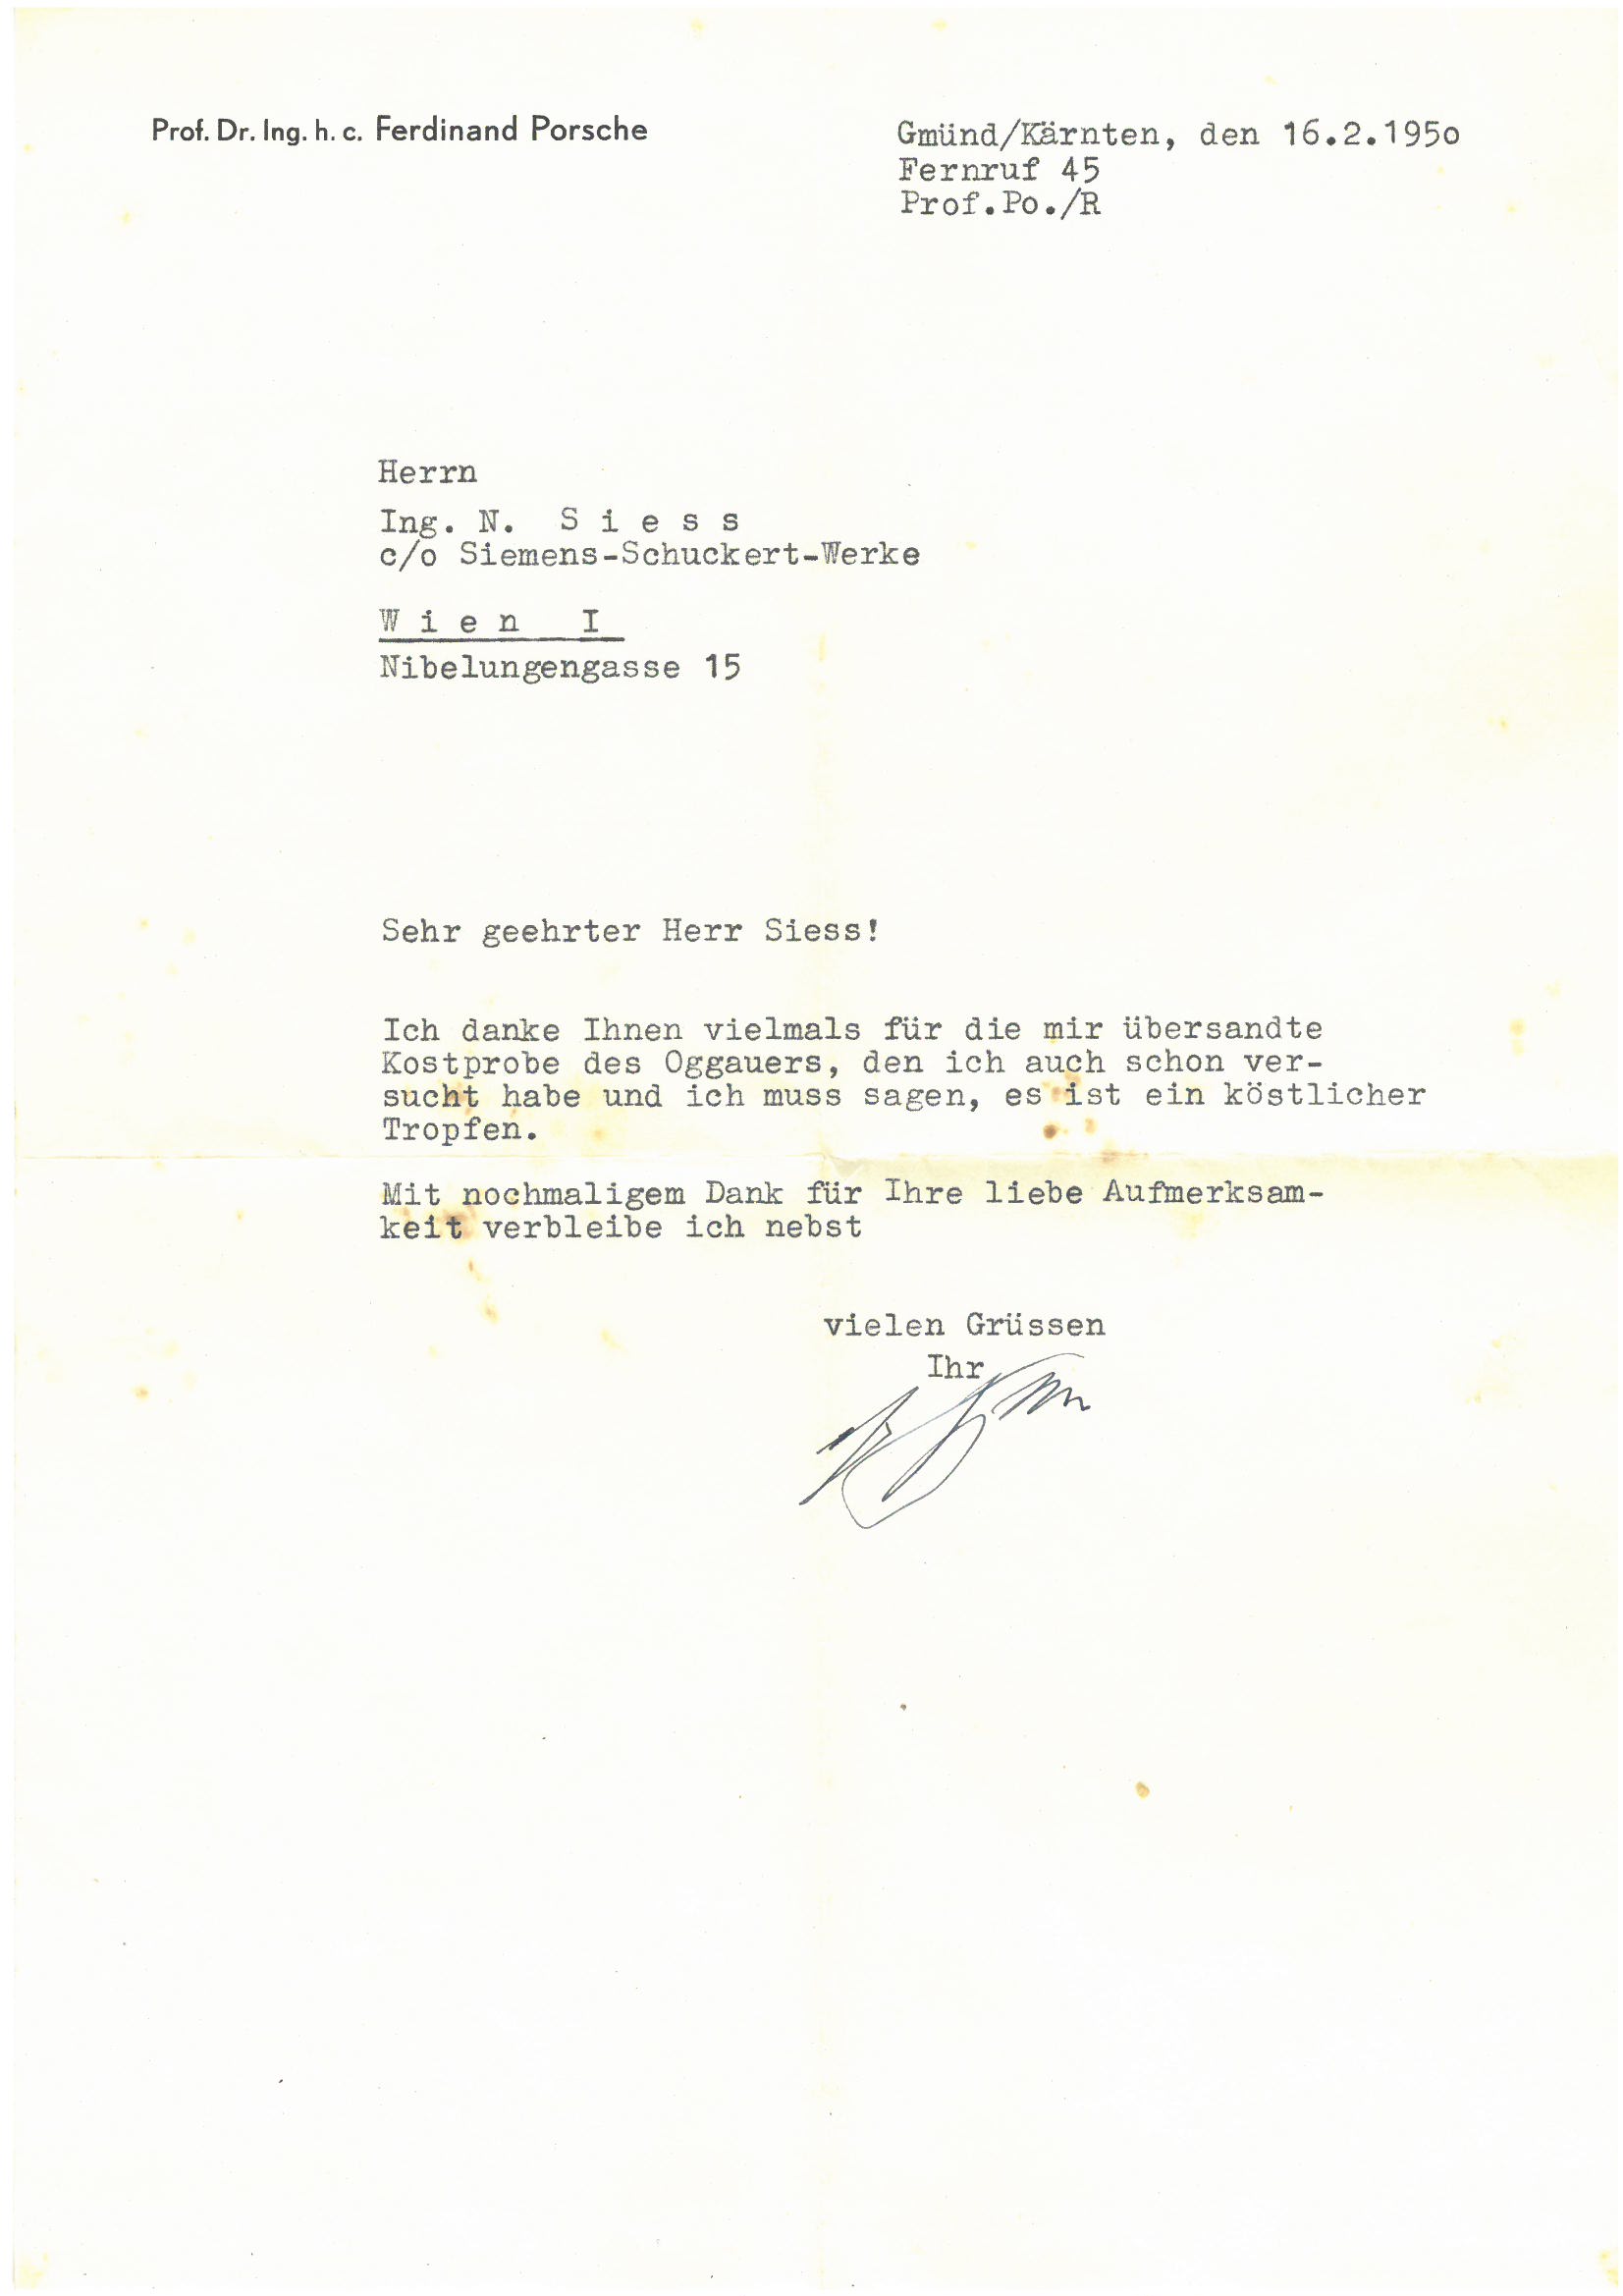 Prof. Dr. Ing. h. c. Ferdinand Porsche
Gmünd/Kärnten, den 16.2.195o
Fernruf 45
Prof.Po./R
Herrn
Ing. N. S i e s s
c/o Siemens-Schuckert-Werke
W i e n I
Nibelungengasse 15
Sehr geehrter Herr Siess!
Ich danke Ihnen vielmals für die mir übersandte
Kostprobe des Oggauers, den ich auch schon ver-
sucht habe und ich muss sagen, es ist ein köstlicher
Tropfen.
Mit nochmaligem Dank für Ihre liebe Aufmerksam-
keit verbleibe ich nebst
vielen Grüssen
Ihr